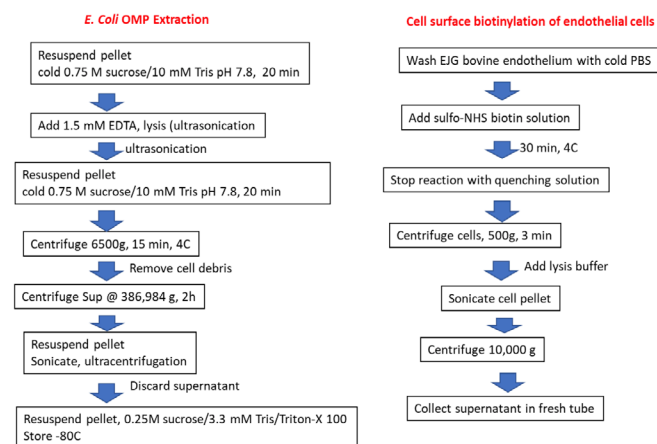 E. Coli OMP Extraction
Resuspend pellet
cold 0.75 M sucrose/10 mM Tris pH 7.8,  20 min
Add 1.5 mM EDTA, lysis (ultrasonication
ultrasonication
Resuspend pellet
cold 0.75 M sucrose/10 mM Tris pH 7.8, 20 min
Centrifuge 6500g, 15 min, 4C
Remove cell debris
Centrifuge Sup @ 386,984 g, 2h
Resuspend pellet
Sonicate, ultracentrifugation
Discard supernatant
Resuspend pellet, 0.25M sucrose/3.3 mM Tris/Triton-X 100
Store -80C
Cell surface biotinylation of endothelial cells
Wash EJG bovine endothelium with cold PBS
Add sulfo-NHS biotin solution
30 min, 4C
Stop reaction with quenching solution
Centrifuge cells, 500g, 3 min
Add lysis buffer
Sonicate cell pellet
Centrifuge 10,000 g
Collect supernatant in fresh tube